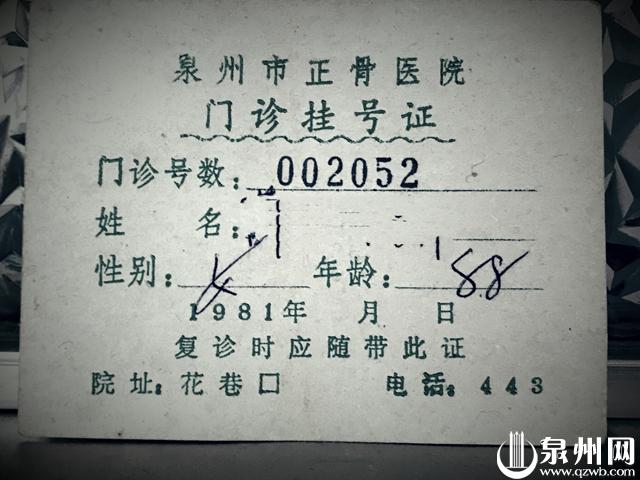 泉州市正骨医院
门诊挂号证
门诊号数：002052
姓 名：
性别：女 年龄：58
1981年 月 日
复诊时应随带此证
院址：花巷口 电话：443
泉州网
www.qzwb.com